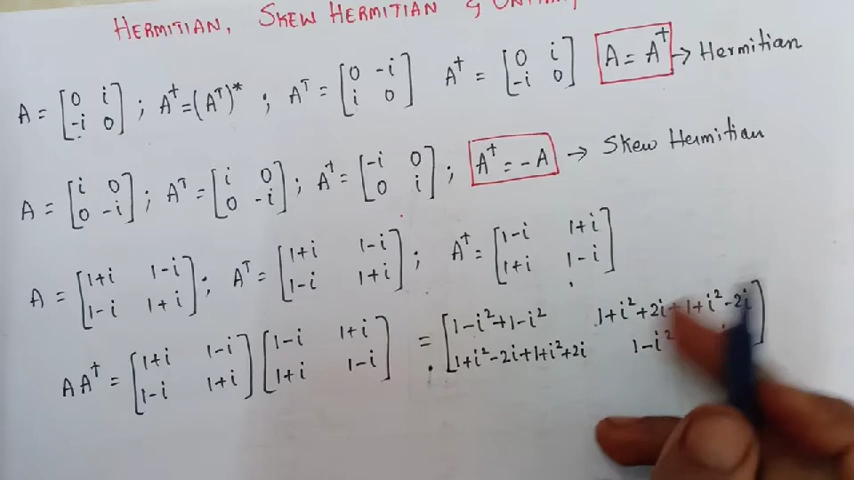 HERMITIAN, SKEW HERMITIAN &
A = [0 i; -i 0] ; A† = (Aᵀ)* ; Aᵀ = [0 -i; i 0] A† = [0 i; -i 0] A = A† → Hermitian
A = [i 0; 0 -i] ; Aᵀ = [i 0; 0 -i] ; A† = [-i 0; 0 i] ; A† = -A → Skew Hermitian
A = [1+i 1-i; 1-i 1+i] ; Aᵀ = [1+i 1-i; 1-i 1+i] ; A† = [1-i 1+i; 1+i 1-i]
AA† = [1+i 1-i; 1-i 1+i] [1-i 1+i; 1+i 1-i] = [1-i²+1-i² 1+i²+2i+1+i²-2i; 1+i²-2i+1+i²+2i 1-i²]